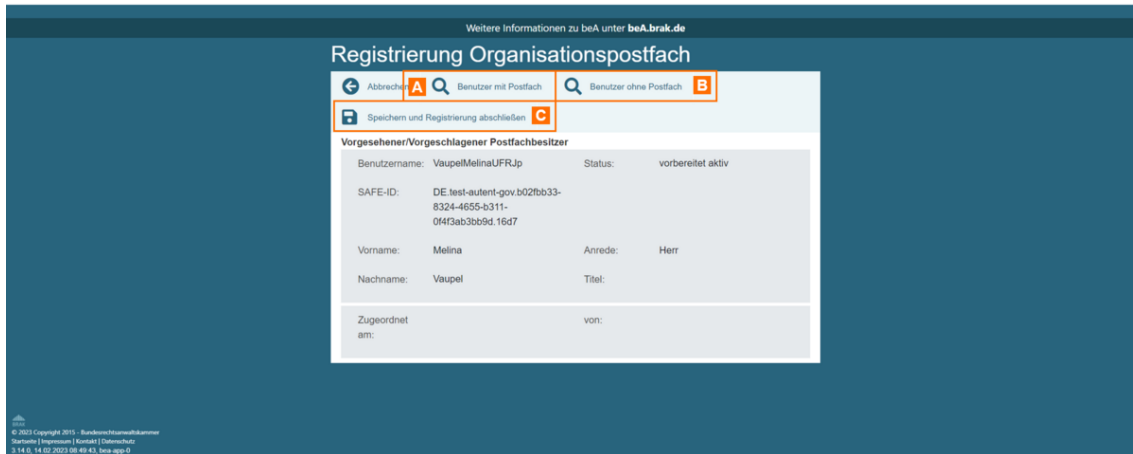 Weitere Informationen zu beA unter beA.brak.de
Registrierung Organisationspostfach
Abbrechen A Benutzer mit Postfach Benutzer ohne Postfach B
Speichern und Registrierung abschließen C
Vorgesehener/Vorgeschlagener Postfachbesitzer
Benutzername: VaupelMelinaUFRJp Status: vorbereitet aktiv
SAFE-ID: DE.test-autent-gov.b02fbb33-
8324-4655-b311-
0f4f3ab3bb9d.16d7
Vorname: Melina Anrede: Herr
Nachname: Vaupel Titel:
Zugeordnet von:
am:
BRAK
© 2023 Copyright 2015 - Bundesrechtsanwaltskammer
Startseite | Impressum | Kontakt | Datenschutz
3.14.0, 14.02.2023 08:49:43, bea-app-0